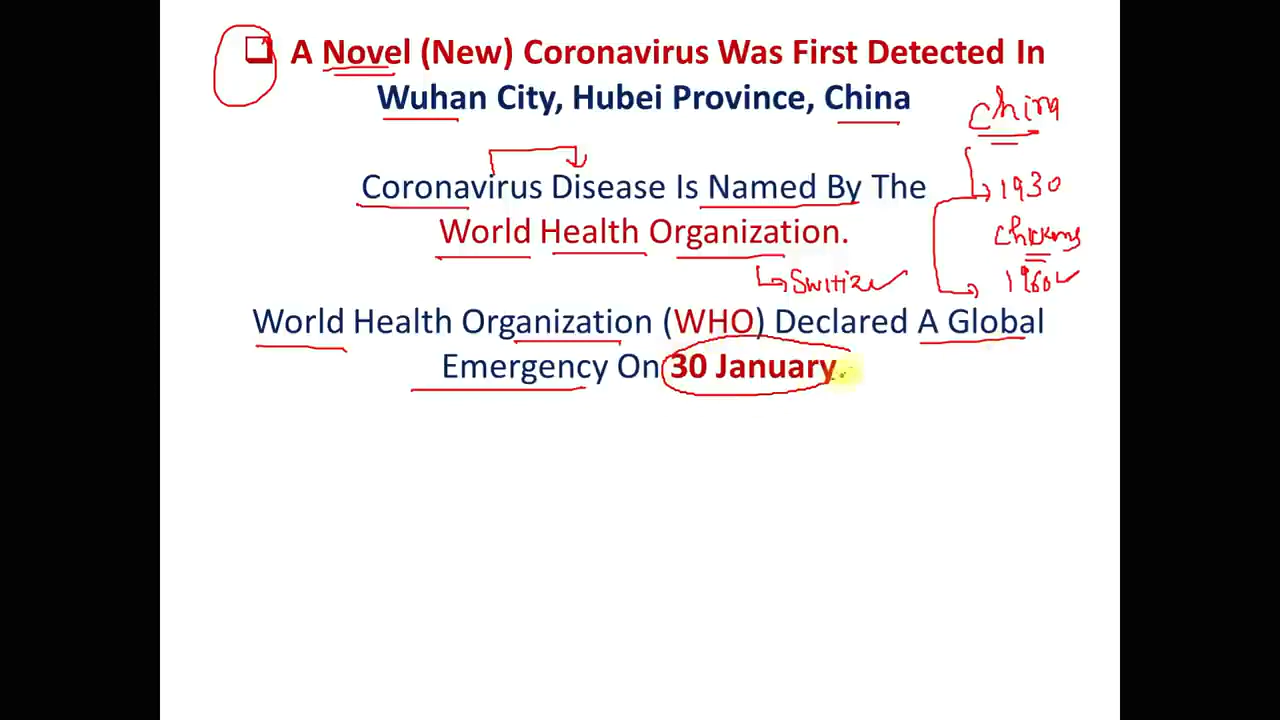 A Novel (New) Coronavirus Was First Detected In
Wuhan City, Hubei Province, China
China
Coronavirus Disease Is Named By The
1930
World Health Organization.
chickens
1960
World Health Organization (WHO) Declared A Global
Emergency On 30 January.